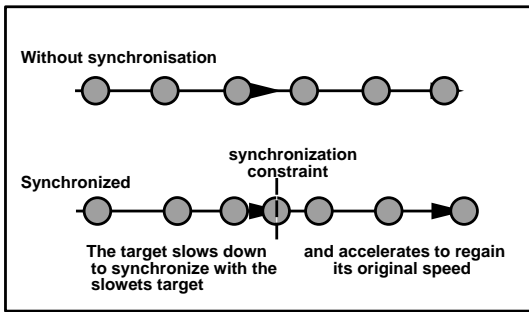 Without synchronisation
synchronization
constraint
Synchronized
The target slows down
to synchronize with the
slowets target
and accelerates to regain
its original speed